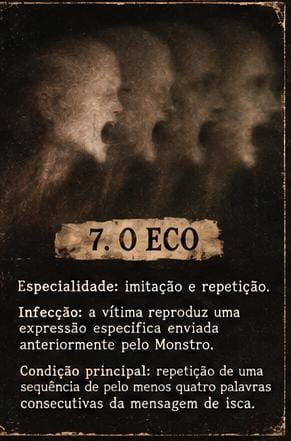 7. O ECO
Especialidade: imitação e repetição.
Infecção: a vítima reproduz uma
expressão específica enviada
anteriormente pelo Monstro.
Condição principal: repetição de uma
sequência de pelo menos quatro palavras
consecutivas da mensagem de isca.